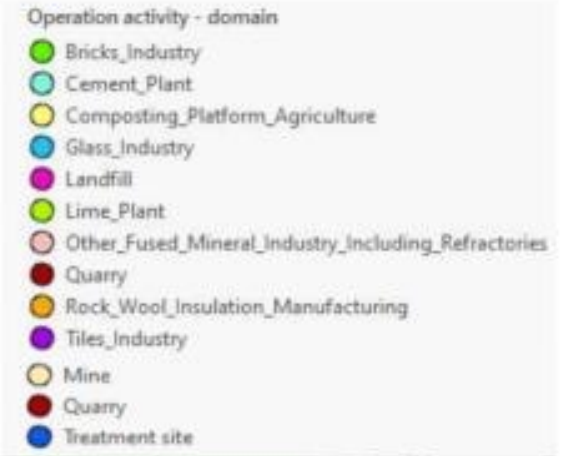 Operation activity - domain
Bricks_Industry
Cement_Plant
Composting_Platform_Agriculture
Glass_Industry
Landfill
Lime_Plant
Other_Fused_Mineral_Industry_Including_Refractories
Quarry
Rock_Wool_Insulation_Manufacturing
Tiles_Industry
Mine
Quarry
Treatment site